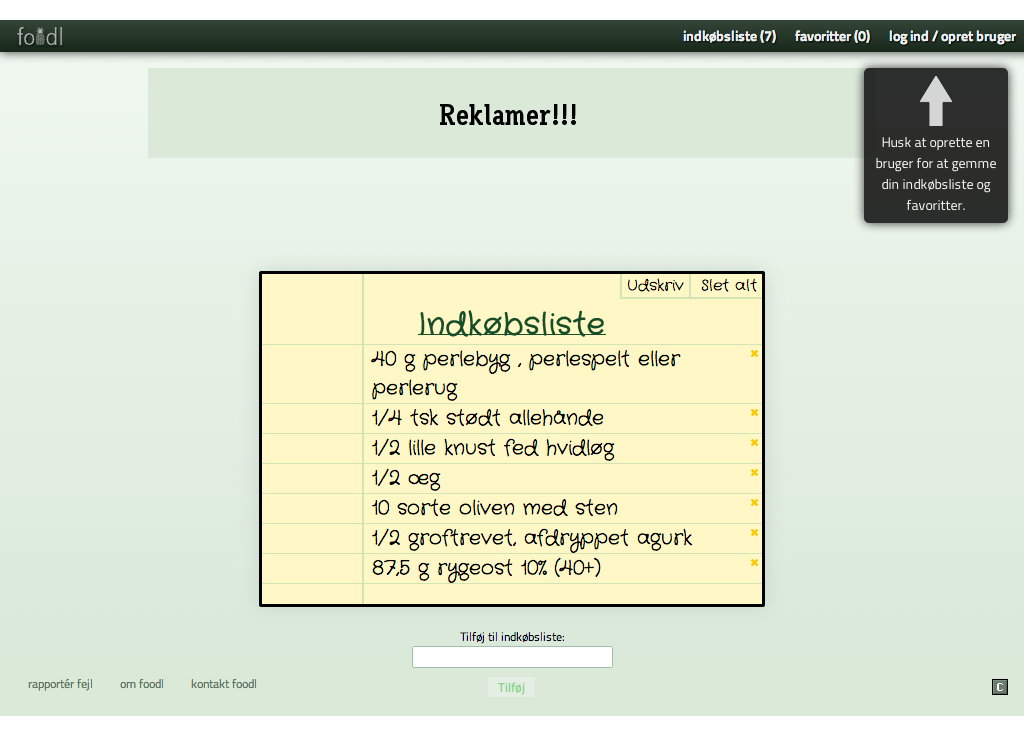 foodl
indkøbsliste (7) favoritter (0) log ind / opret bruger
Reklamer!!!
Husk at oprette en
bruger for at gemme
din indkøbsliste og
favoritter.
Udskriv Slet alt
Indkøbsliste
40 g perlebyg , perlespelt eller
perlerug
1/4 tsk stødt allehånde
1/2 lille knust fed hvidløg
1/2 æg
10 sorte oliven med sten
1/2 groftrevet, afdryppet agurk
87,5 g rygeost 10% (40+)
Tilføj til indkøbsliste:
Tilføj
rapportér fejl om foodl kontakt foodl
C